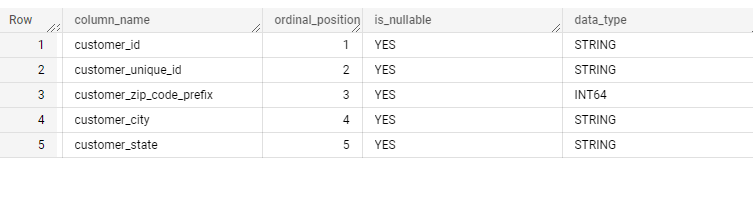 Row column_name ordinal_position is_nullable data_type
1 customer_id 1 YES STRING
2 customer_unique_id 2 YES STRING
3 customer_zip_code_prefix 3 YES INT64
4 customer_city 4 YES STRING
5 customer_state 5 YES STRING